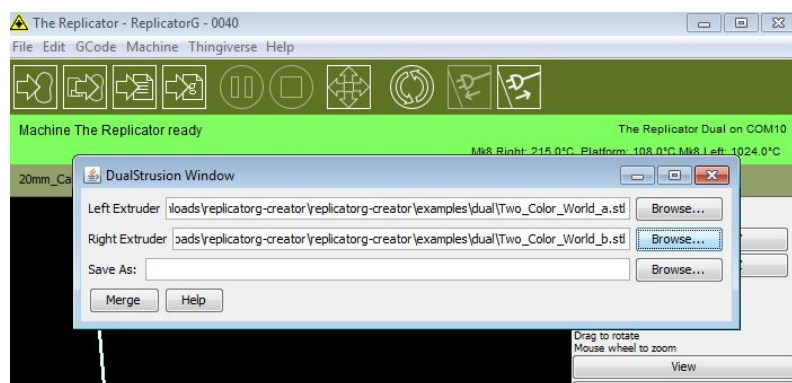 The Replicator - ReplicatorG - 0040
File Edit GCode Machine Thingiverse Help
Machine The Replicator ready
The Replicator Dual on COM10
Mk8 Right: 215.0°C Platform: 108.0°C Mk8 Left: 1024.0°C
20mm_Ca
DualStrusion Window
Left Extruder loads\replicatorg-creator\replicatorg-creator\examples\dual\Two_Color_World_a.stl Browse...
Right Extruder oads\replicatorg-creator\replicatorg-creator\examples\dual\Two_Color_World_b.stl Browse...
Save As: Browse...
Merge Help
Drag to rotate
Mouse wheel to zoom
View